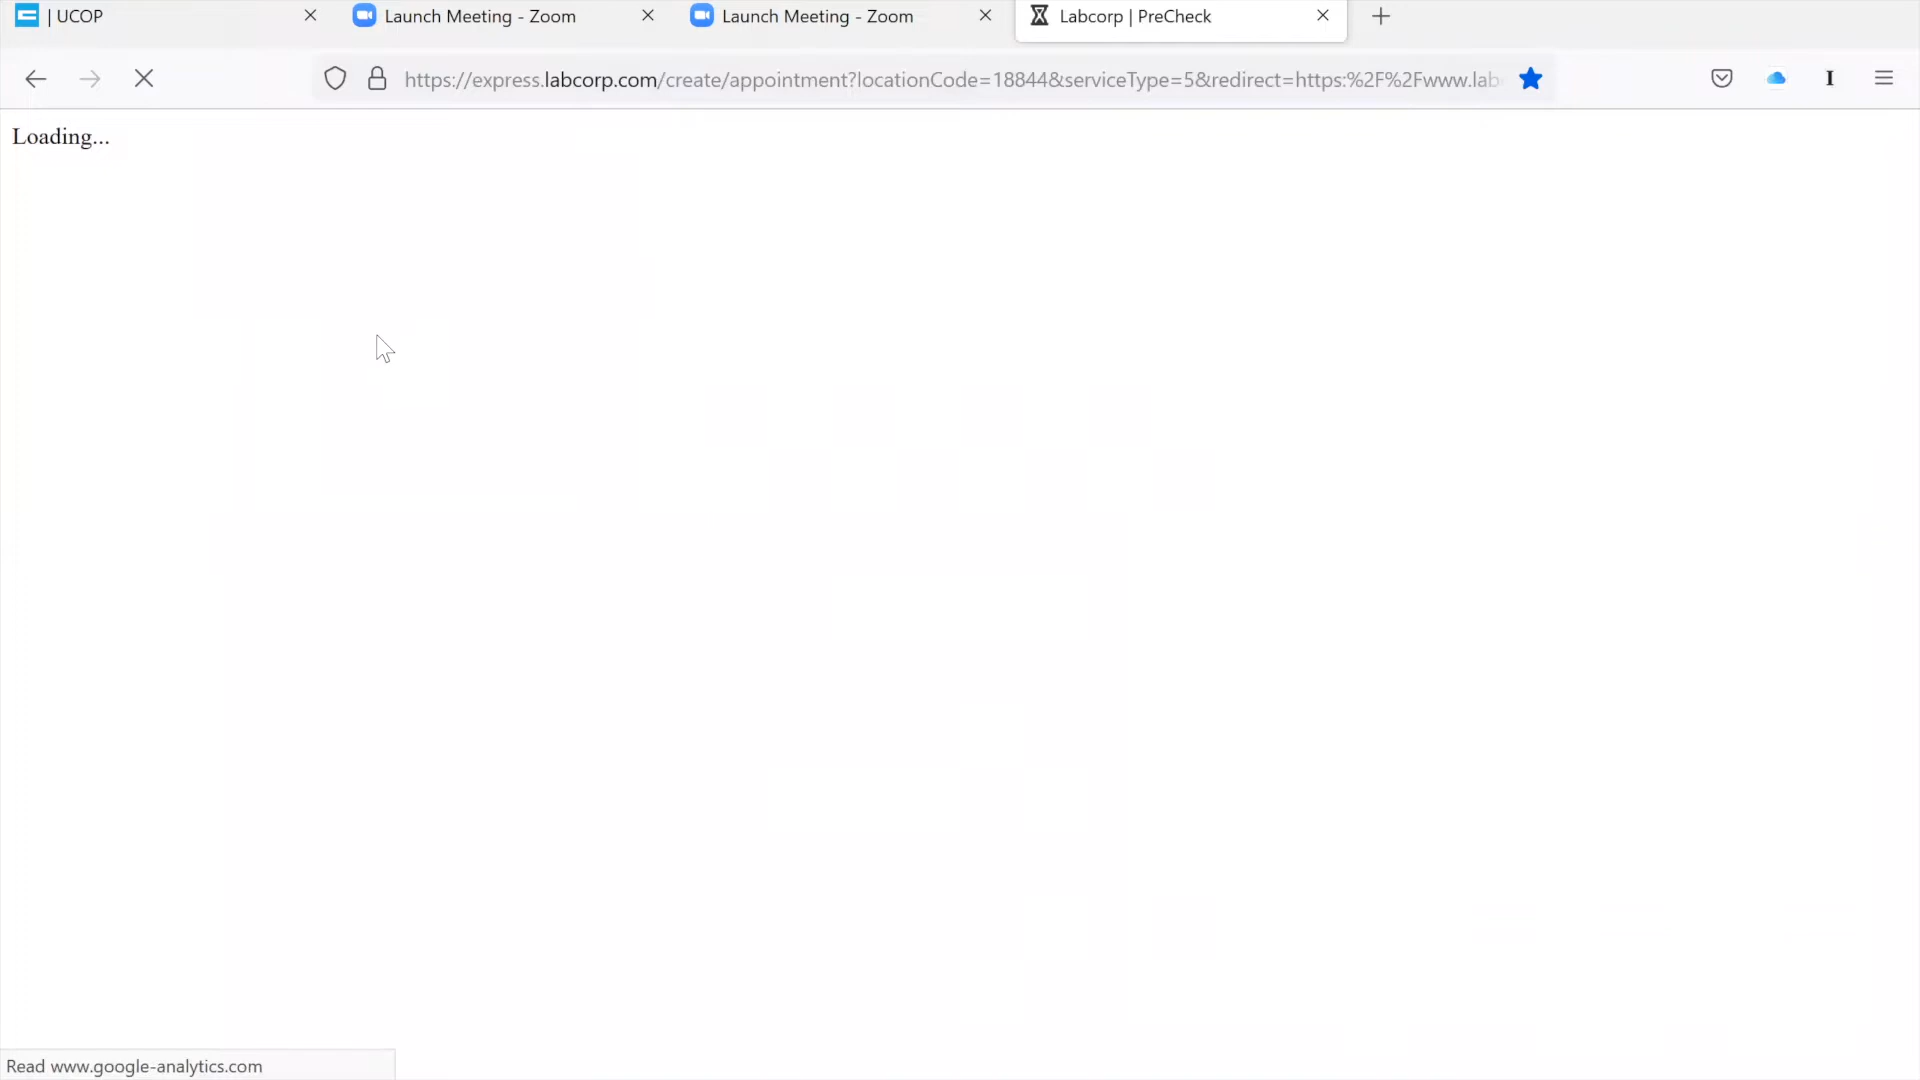 | UCOP
Launch Meeting - Zoom
Launch Meeting - Zoom
Labcorp | PreCheck
https://express.labcorp.com/create/appointment?locationCode=18844&serviceType=5&redirect=https:%2F%2Fwww.lab
Loading...
Read www.google-analytics.com